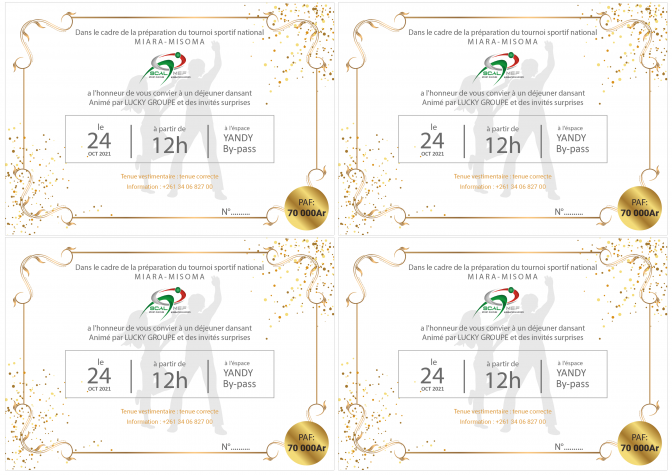 Dans le cadre de la préparation du tournoi sportif national
MIARA-MISOMA
SCAL MEF
a l'honneur de vous convier à un déjeuner dansant
Animé par LUCKY GROUPE et des invités surprises
le
24
OCT 2021
à partir de
12h
à l'éspace
YANDY
By-pass
Tenue vestimentaire : tenue correcte
Information : +261 34 06 827 00
N°..........
PAF:
70 000Ar
Dans le cadre de la préparation du tournoi sportif national
MIARA-MISOMA
SCAL MEF
a l'honneur de vous convier à un déjeuner dansant
Animé par LUCKY GROUPE et des invités surprises
le
24
OCT 2021
à partir de
12h
à l'éspace
YANDY
By-pass
Tenue vestimentaire : tenue correcte
Information : +261 34 06 827 00
N°..........
PAF:
70 000Ar
Dans le cadre de la préparation du tournoi sportif national
MIARA-MISOMA
SCAL MEF
a l'honneur de vous convier à un déjeuner dansant
Animé par LUCKY GROUPE et des invités surprises
le
24
OCT 2021
à partir de
12h
à l'éspace
YANDY
By-pass
Tenue vestimentaire : tenue correcte
Information : +261 34 06 827 00
N°..........
PAF:
70 000Ar
Dans le cadre de la préparation du tournoi sportif national
MIARA-MISOMA
SCAL MEF
a l'honneur de vous convier à un déjeuner dansant
Animé par LUCKY GROUPE et des invités surprises
le
24
OCT 2021
à partir de
12h
à l'éspace
YANDY
By-pass
Tenue vestimentaire : tenue correcte
Information : +261 34 06 827 00
N°..........
PAF:
70 000Ar